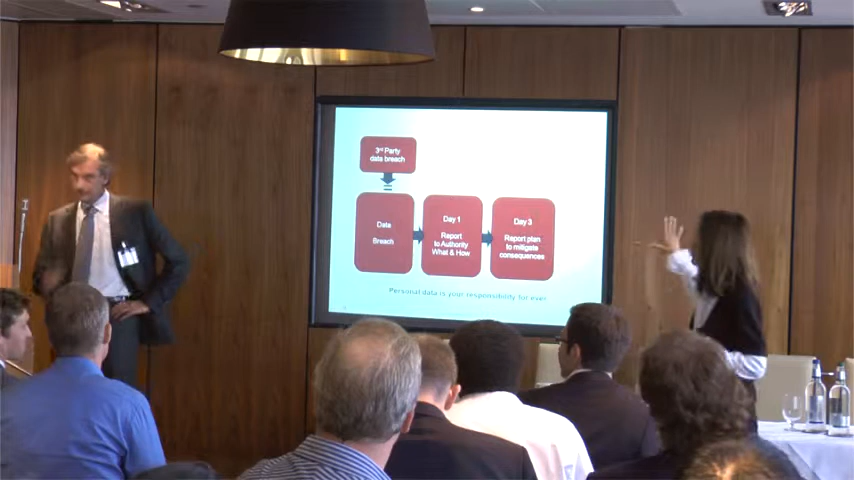 3rd Party
data breach
Data
Breach
Day 1
Report
to Authority
What & How
Day 3
Report plan
to mitigate
consequences
Personal data is your responsibility for ever